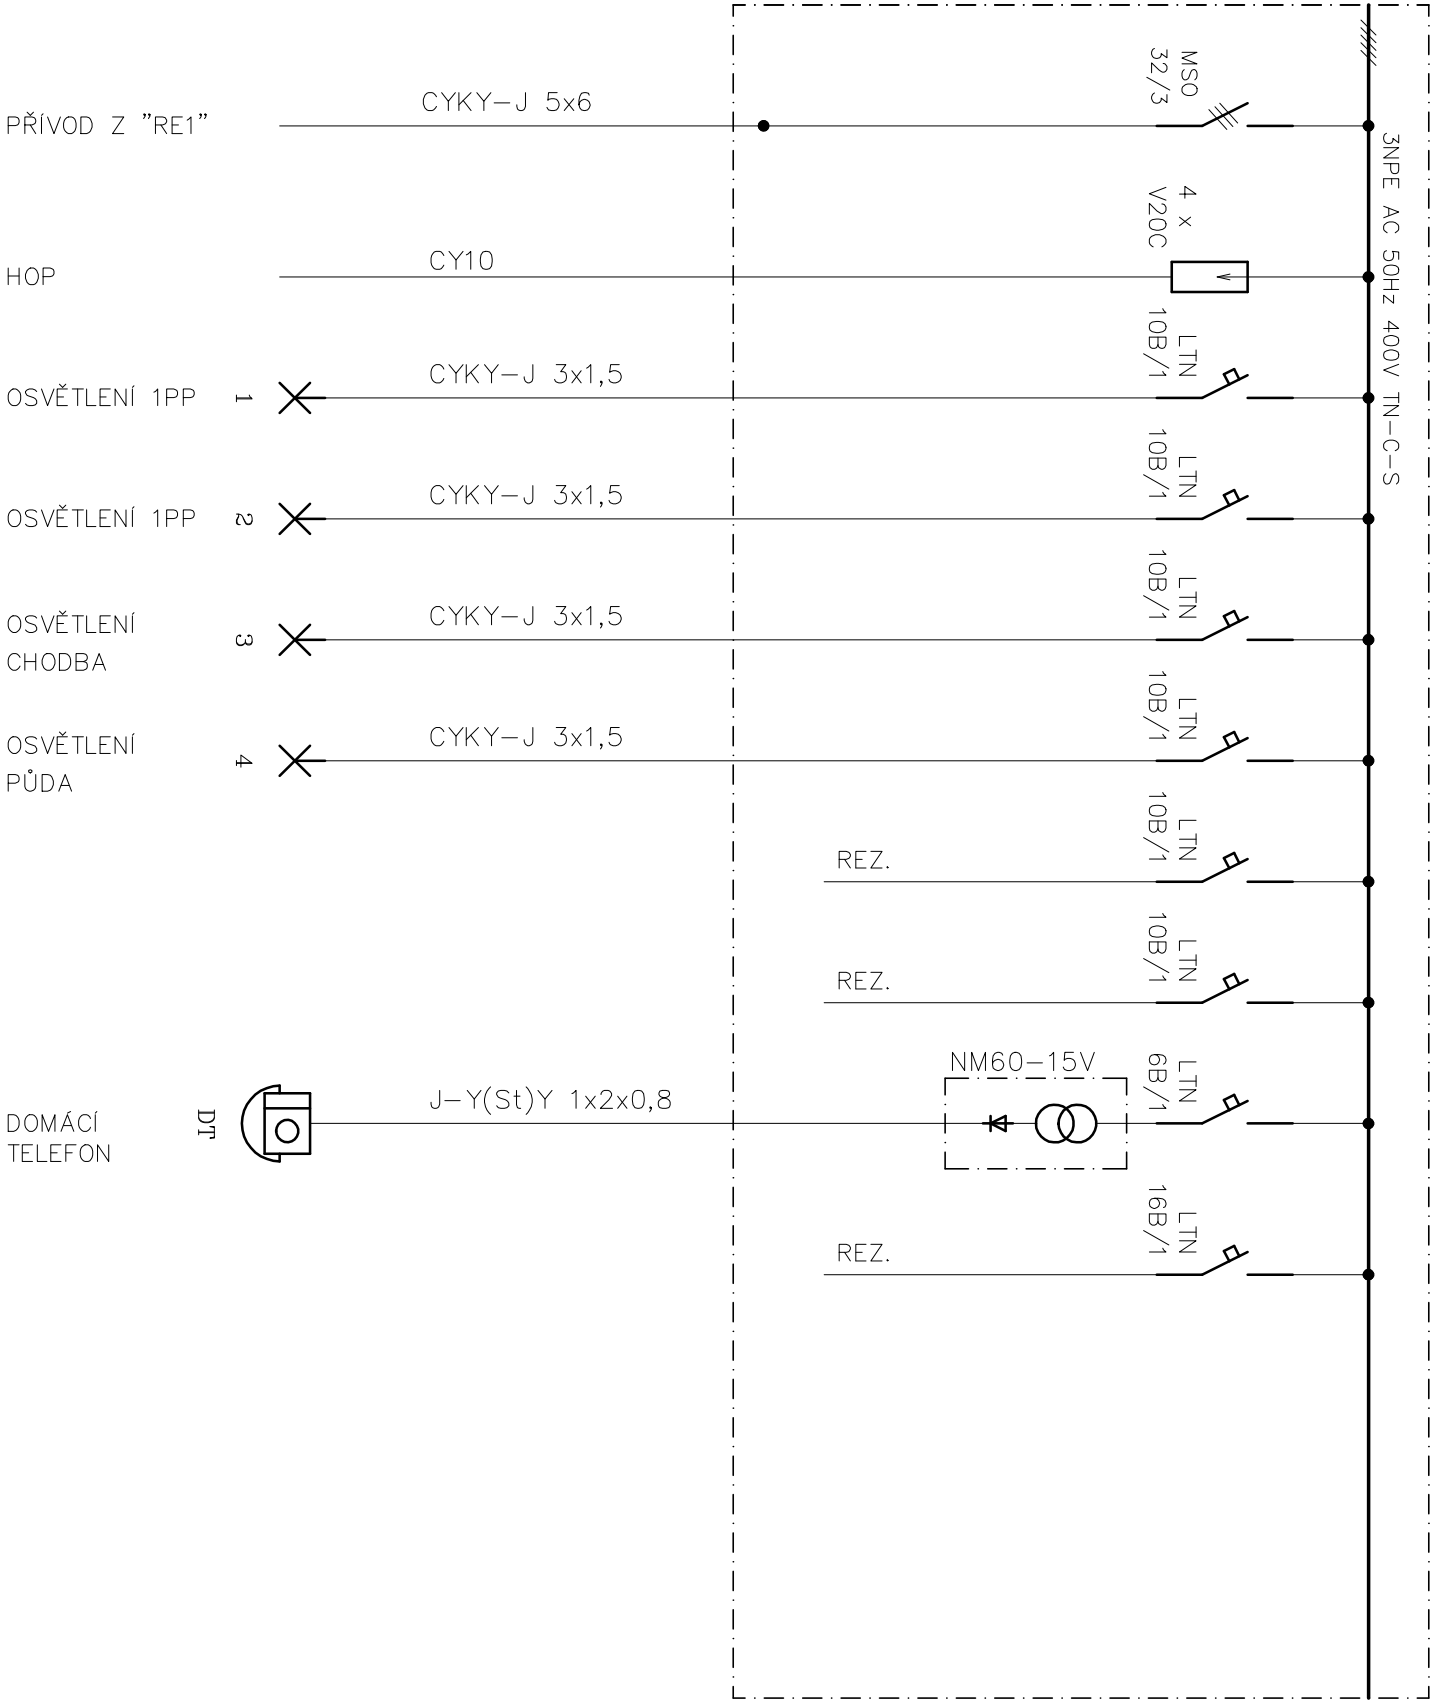 MSO
32/3
CYKY-J 5x6
PŘÍVOD Z "RE1"
3NPE AC 50Hz 400V TN-C-S
4 x
V20C
CY10
HOP
LTN
10B/1
CYKY-J 3x1,5
OSVĚTLENÍ 1PP 1
LTN
10B/1
CYKY-J 3x1,5
OSVĚTLENÍ 1PP 2
LTN
10B/1
CYKY-J 3x1,5
OSVĚTLENÍ
CHODBA
3
LTN
10B/1
CYKY-J 3x1,5
OSVĚTLENÍ
PŮDA
4
LTN
10B/1
REZ.
LTN
10B/1
REZ.
NM60-15V
LTN
6B/1
J-Y(St)Y 1x2x0,8
DOMÁCÍ
TELEFON
DT
LTN
16B/1
REZ.